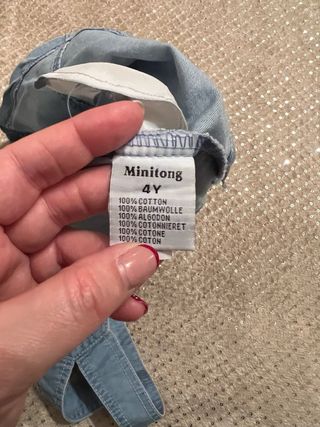 Minitong
4Y
100% COTTON
100% BAUMWOLLE
100% ALGODON
100% COTONNIERET
100% COTONE
100% COTON